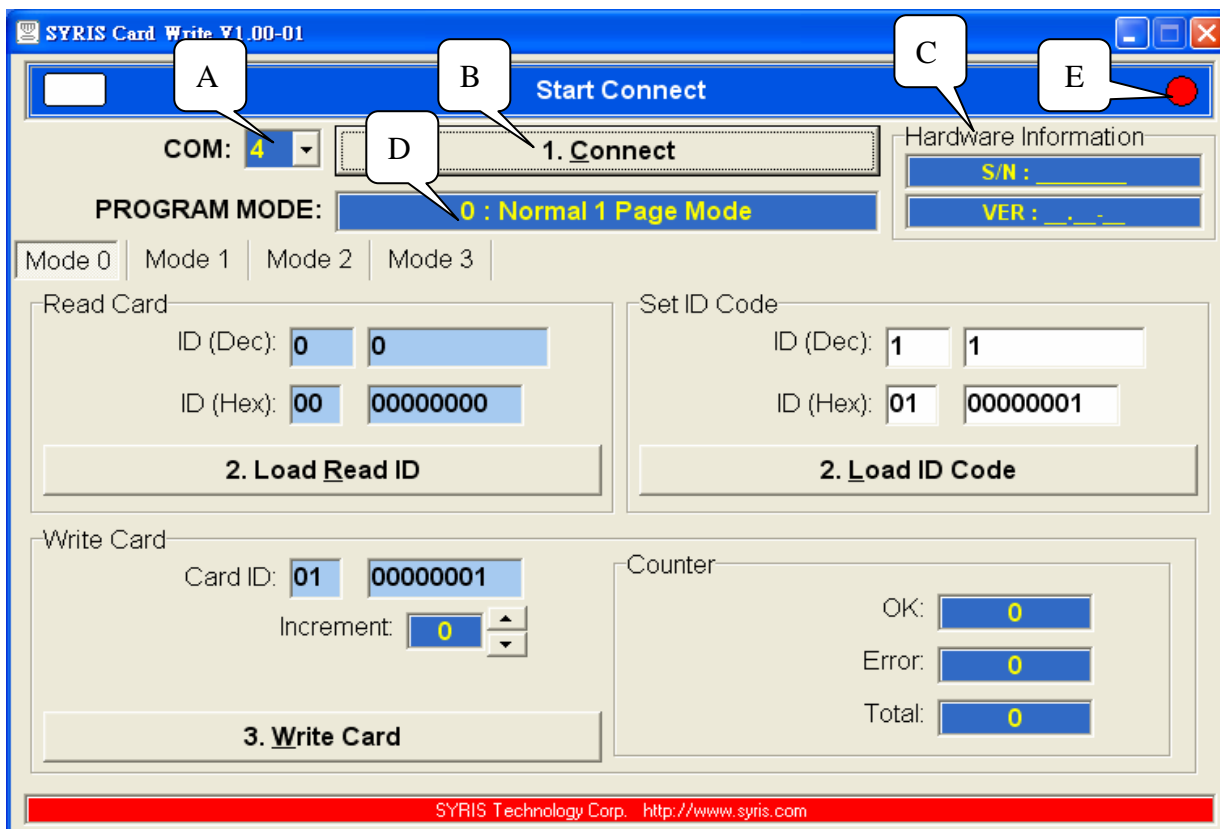 SYRIS Card Write V1.00-01
A
B
C
E
Start Connect
COM: 4
D
1. Connect
Hardware Information
S/N : _______
PROGRAM MODE: 0 : Normal 1 Page Mode
VER : __.__-__
Mode 0 Mode 1 Mode 2 Mode 3
Read Card
ID (Dec): 0 0
ID (Hex): 00 00000000
2. Load Read ID
Set ID Code
ID (Dec): 1 1
ID (Hex): 01 00000001
2. Load ID Code
Write Card
Card ID: 01 00000001
Increment: 0
3. Write Card
Counter
OK: 0
Error: 0
Total: 0
SYRIS Technology Corp. http://www.syris.com